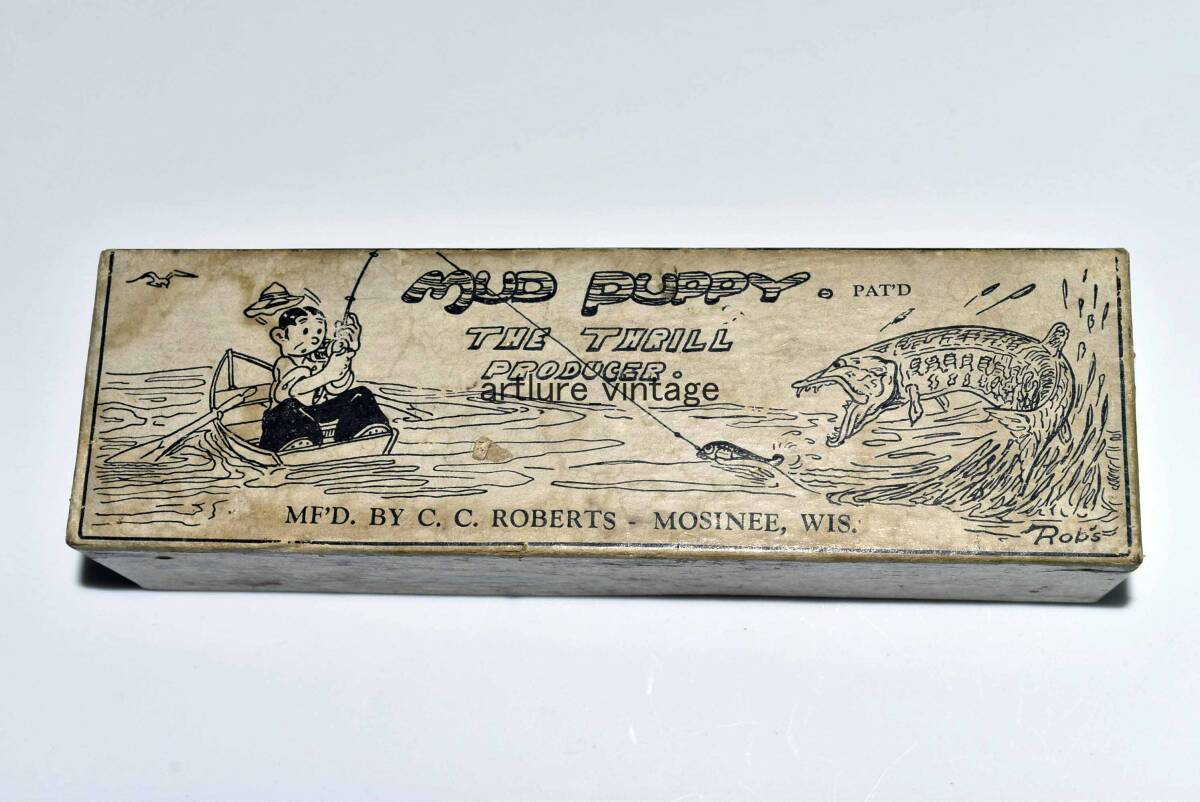 MUD PUPPY. PAT'D
THE THRILL
PRODUCER.
artlure vintage
MF'D. BY C. C. ROBERTS - MOSINEE, WIS.
Rob's